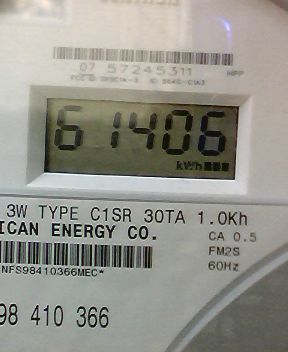 07 57245311 HPP
61406
kWh
3W TYPE C1SR 30TA 1.0Kh
ICAN ENERGY CO.
CA 0.5
FM2S
60Hz
NFS98410366MEC*
98 410 366